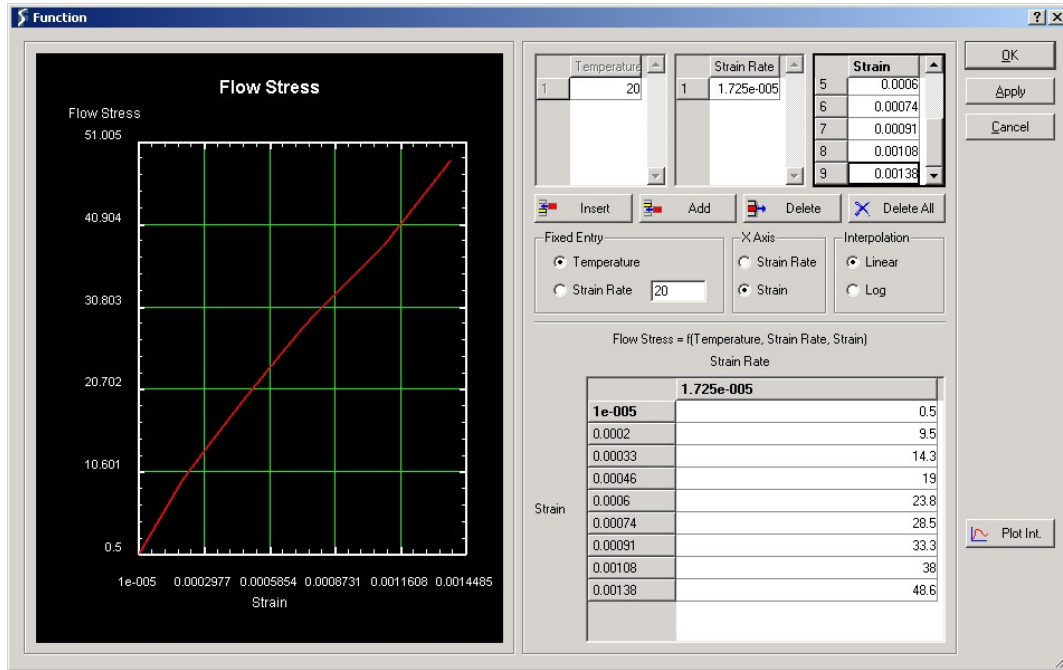 Function
Flow Stress
Flow Stress
51.005
40.904
30.803
20.702
10.601
0.5
1e-005 0.0002977 0.0005854 0.0008731 0.0011608 0.0014485
Strain
Temperature
1 20
Strain Rate
1 1.725e-005
Strain
5 0.0006
6 0.00074
7 0.00091
8 0.00108
9 0.00138
OK
Apply
Cancel
Insert Add Delete Delete All
Fixed Entry
Temperature
Strain Rate 20
X Axis
Strain Rate
Strain
Interpolation
Linear
Log
Flow Stress = f(Temperature, Strain Rate, Strain)
Strain Rate
1.725e-005
Strain
1e-005 0.5
0.0002 9.5
0.00033 14.3
0.00046 19
0.0006 23.8
0.00074 28.5
0.00091 33.3
0.00108 38
0.00138 48.6
Plot Int.